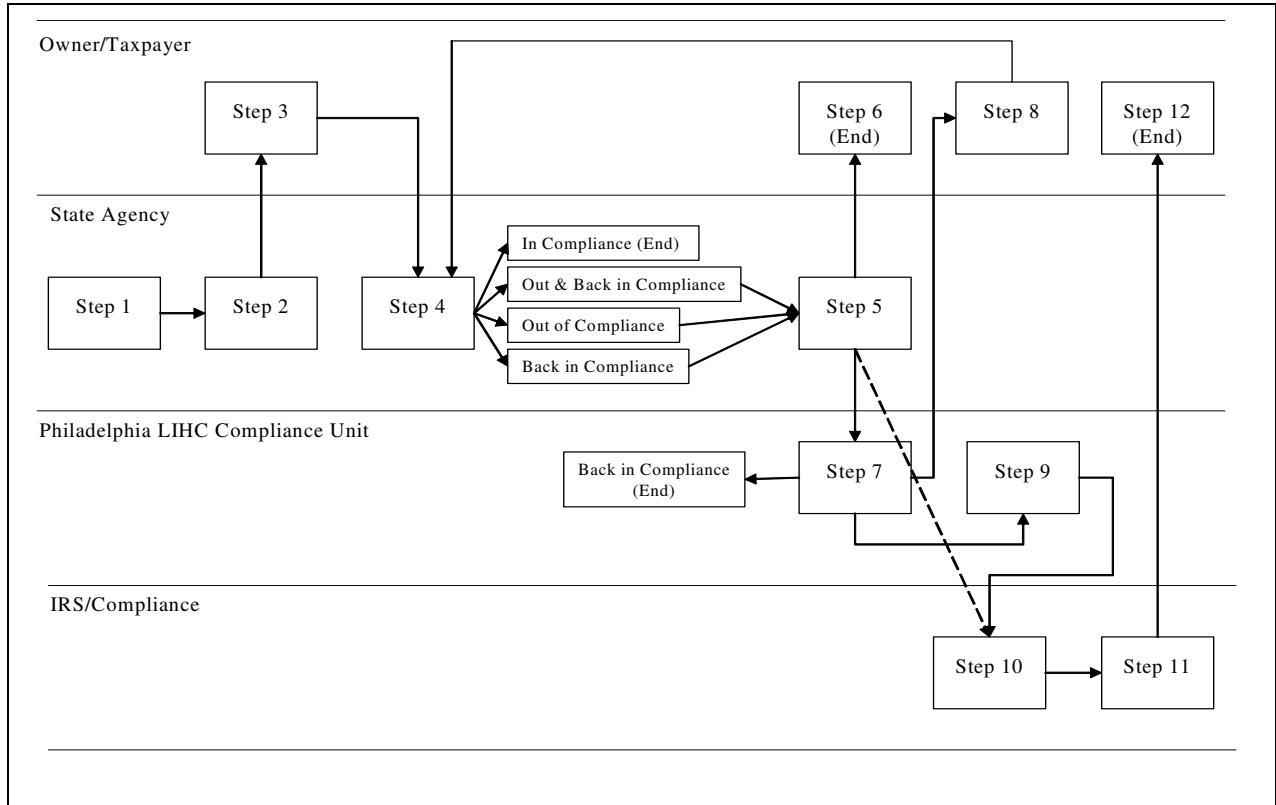 Owner/Taxpayer
Step 3
Step 6
(End)
Step 8
Step 12
(End)
State Agency
Step 1
Step 2
Step 4
In Compliance (End)
Out & Back in Compliance
Out of Compliance
Back in Compliance
Step 5
Philadelphia LIHC Compliance Unit
Back in Compliance
(End)
Step 7
Step 9
IRS/Compliance
Step 10
Step 11